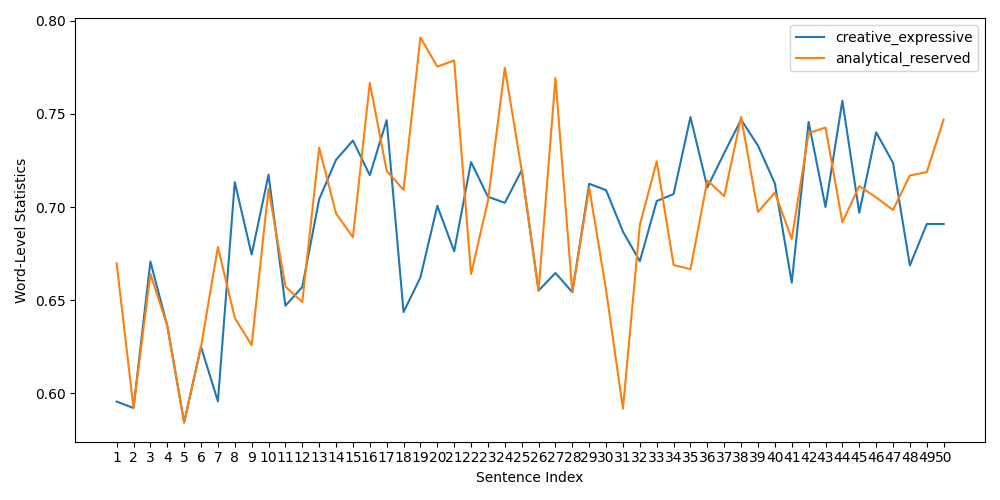 0.80
0.75
0.70
0.65
0.60
Word-Level Statistics
creative_expressive
analytical_reserved
1 2 3 4 5 6 7 8 9 10 11 12 13 14 15 16 17 18 19 20 21 22 23 24 25 26 27 28 29 30 31 32 33 34 35 36 37 38 39 40 41 42 43 44 45 46 47 48 49 50
Sentence Index